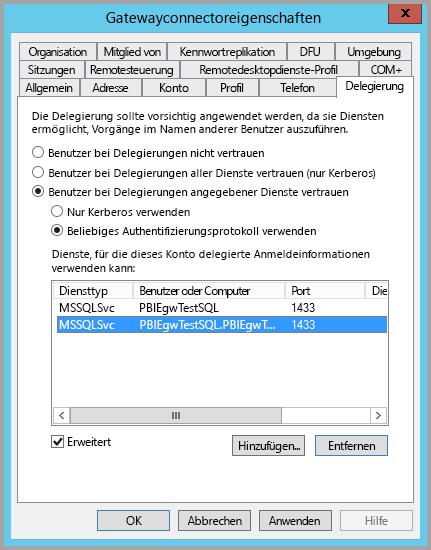 Gatewayconnectoreigenschaften
x
Organisation Mitglied von Kennwortreplikation DFU Umgebung
Sitzungen Remotesteuerung Remotedesktopdienste-Profil COM+
Allgemein Adresse Konto Profil Telefon Delegierung
Die Delegierung sollte vorsichtig angewendet werden, da sie Diensten
ermöglicht, Vorgänge im Namen anderer Benutzer auszuführen.
Benutzer bei Delegierungen nicht vertrauen
Benutzer bei Delegierungen aller Dienste vertrauen (nur Kerberos)
Benutzer bei Delegierungen angegebener Dienste vertrauen
Nur Kerberos verwenden
Beliebiges Authentifizierungsprotokoll verwenden
Dienste, für die dieses Konto delegierte Anmeldeinformationen
verwenden kann:
Diensttyp Benutzer oder Computer Port Die
MSSQLSvc PBIEgwTestSQL 1433
MSSQLSvc PBIEgwTestSQL.PBIEgwT... 1433
Erweitert Hinzufügen... Entfernen
OK Abbrechen Anwenden Hilfe